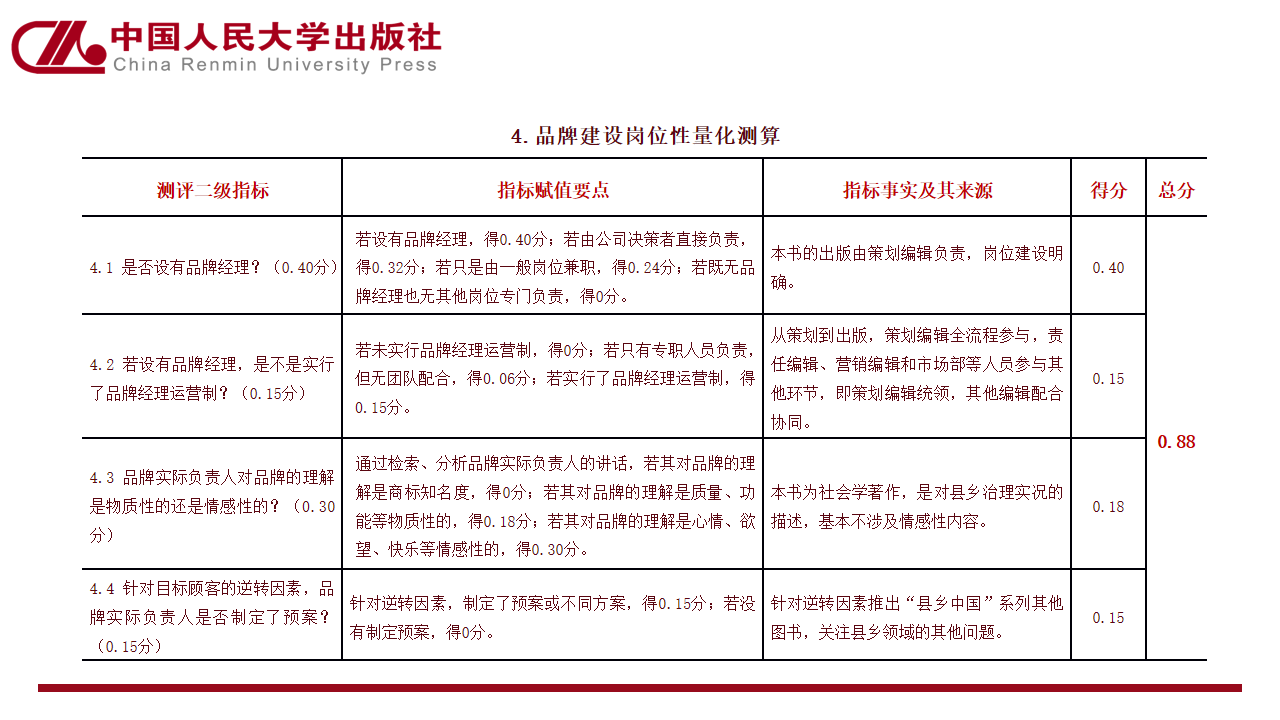 中国人民大学出版社
China Renmin University Press
4.品牌建设岗位性量化测算
测评二级指标
指标赋值要点
指标事实及其来源
得分
总分
4.1 是否设有品牌经理？（0.40分）
若设有品牌经理，得0.40分；若由公司决策者直接负责，
得0.32分；若只是由一般岗位兼职，得0.24分；若既无品
牌经理也无其他岗位专门负责，得0分。
本书的出版由策划编辑负责，岗位建设明
确。
0.40
4.2 若设有品牌经理，是不是实行
了品牌经理运营制？（0.15分）
若未实行品牌经理运营制，得0分；若只有专职人员负责，
但无团队配合，得0.06分；若实行了品牌经理运营制，得
0.15分。
从策划到出版，策划编辑全流程参与，责
任编辑、营销编辑和市场部等人员参与其
他环节，即策划编辑统领，其他编辑配合
协同。
0.15
4.3 品牌实际负责人对品牌的理解
是物质性的还是情感性的？（0.30
分）
通过检索、分析品牌实际负责人的讲话，若其对品牌的理
解是商标知名度，得0分；若其对品牌的理解是质量、功
能等物质性的，得0.18分；若其对品牌的理解是心情、欲
望、快乐等情感性的，得0.30分。
本书为社会学著作，是对县乡治理实况的
描述，基本不涉及情感性内容。
0.18
4.4 针对目标顾客的逆转因素，品
牌实际负责人是否制定了预案？
（0.15分）
针对逆转因素，制定了预案或不同方案，得0.15分；若没
有制定预案，得0分。
针对逆转因素推出“县乡中国”系列其他
图书，关注县乡领域的其他问题。
0.15
0.88